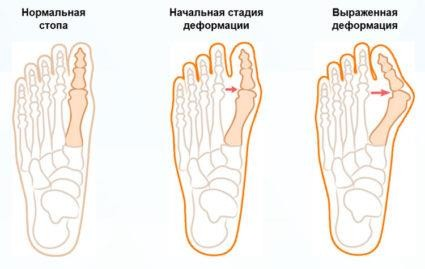 Нормальная
стопа
Начальная стадия
деформации
Выраженная
деформация